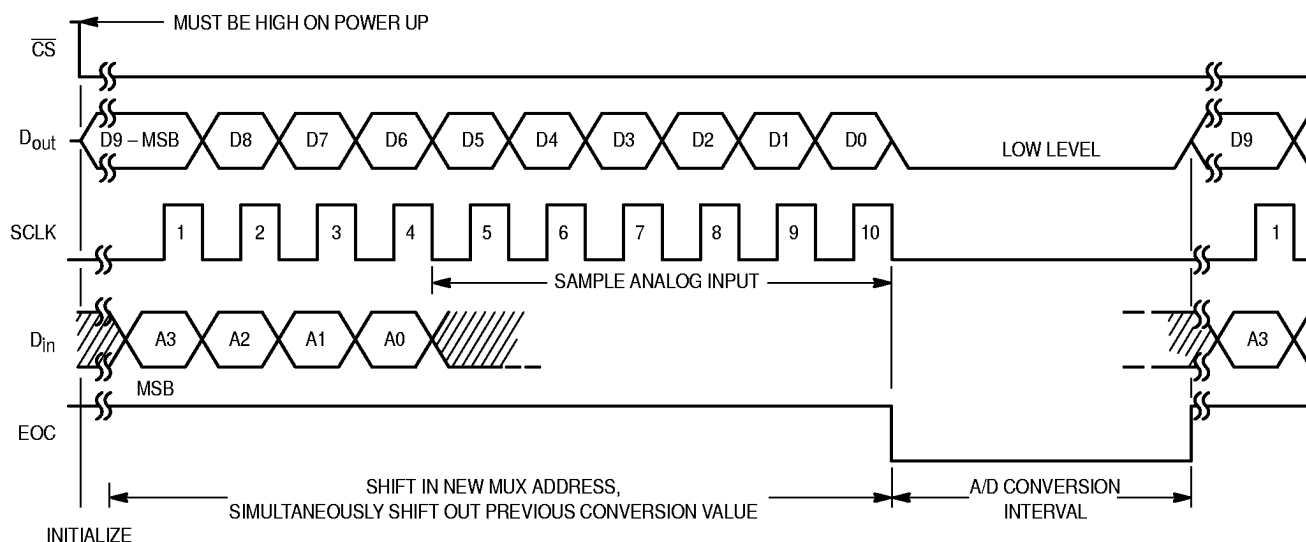 MUST BE HIGH ON POWER UP
CS
Dout
D9 – MSB D8 D7 D6 D5 D4 D3 D2 D1 D0 LOW LEVEL D9
SCLK
1 2 3 4 5 6 7 8 9 10 1
SAMPLE ANALOG INPUT
Din
A3 A2 A1 A0 A3
MSB
EOC
SHIFT IN NEW MUX ADDRESS,
SIMULTANEOUSLY SHIFT OUT PREVIOUS CONVERSION VALUE
A/D CONVERSION
INTERVAL
INITIALIZE